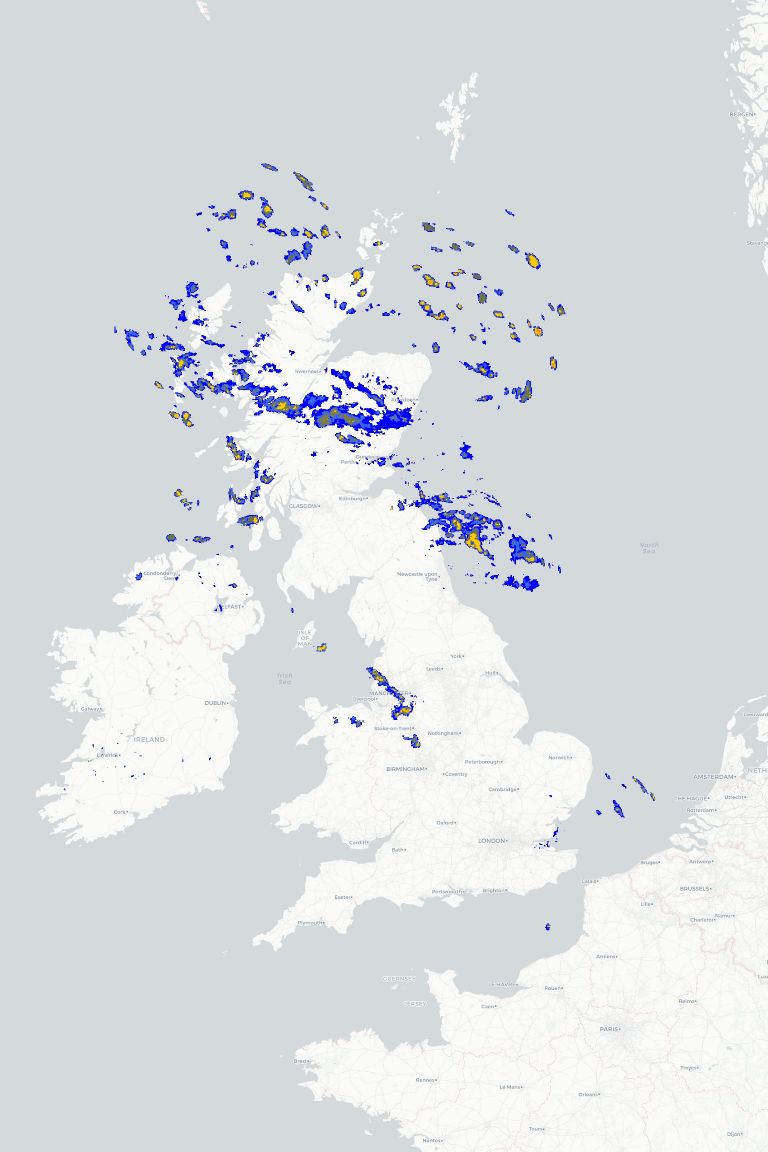 BERGEN
Inverness
Perth
Edinburgh
GLASGOW
North
Sea
Londonderry
Newcastle upon
Tyne
ISLE
OF
MAN
York
Leeds
Hull
Irish
Sea
Liverpool
DUBLIN
Galway
Stoke-on-Trent
Nottingham
IRELAND
Limerick
Norwich
Peterborough
BIRMINGHAM
Coventry
AMSTERDAM
NETH
Cambridge
THE HAGUE
Utrecht
Rotterdam
Cork
Oxford
LONDON
Cardiff
Bath
Bruges
Antwerp
Calais
BRUSSELS
Exeter
Portsmouth
Brighton
Lille
Plymouth
Namur
Charleroi
Amiens
GUERNSEY
LE HAVRE
Rouen
JERSEY
Caen
Reims
PARIS
Brest
Troyes
Rennes
Le Mans
Orléans
Tours
Dijon
Nantes